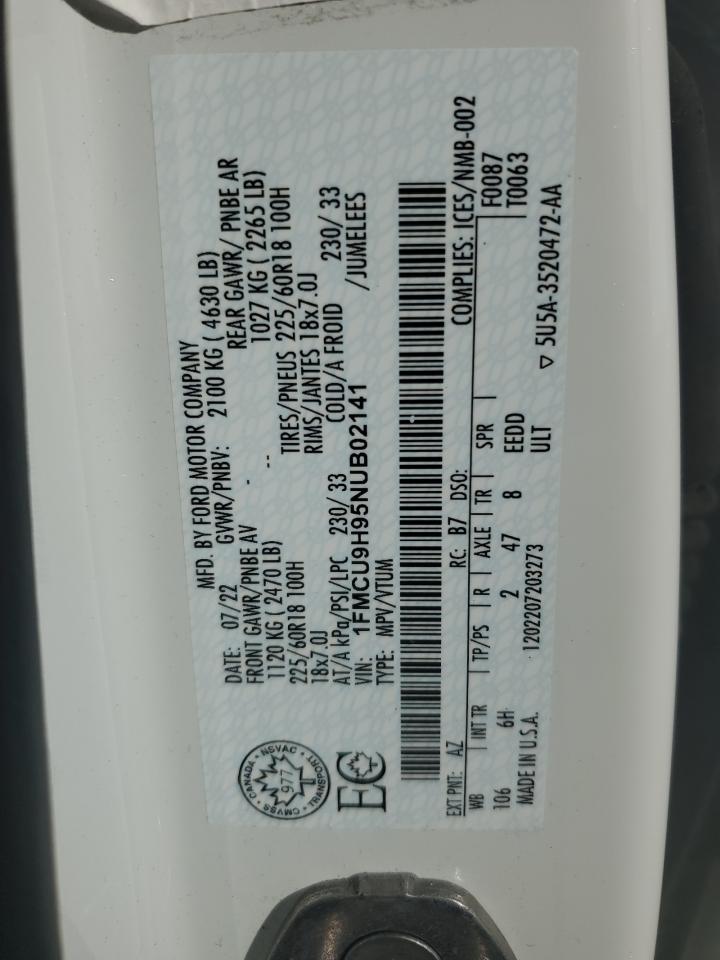 MFD. BY FORD MOTOR COMPANY
DATE: 07/22 GVWR/PNBV: 2100 KG ( 4630 LB)
FRONT GAWR/PNBE AV - REAR GAWR/ PNBE AR
1120 KG ( 2470 LB) -- 1027 KG ( 2265 LB)
225/60R18 100H TIRES/PNEUS 225/60R18 100H
18x7.0J RIMS/JANTES 18x7.0J
AT/A kPa/PSI/LPC 230/ 33 COLD/A FROID 230/ 33
VIN: 1FMCU9H95NUB02141 /JUMELEES
TYPE: MPV/VTUM
CANADA · NSVAC · TRANSPORT · CMVSS
977
EC
EXT PNT: AZ RC: B7 DSO: COMPLIES: ICES/NMB-002
WB | INT TR | TP/PS | R | AXLE | TR | SPR F0087
106 6H 2 47 8 EEDD T0063
MADE IN U.S.A. 1202207203273 ULT
▽ 5U5A-3520472-AA